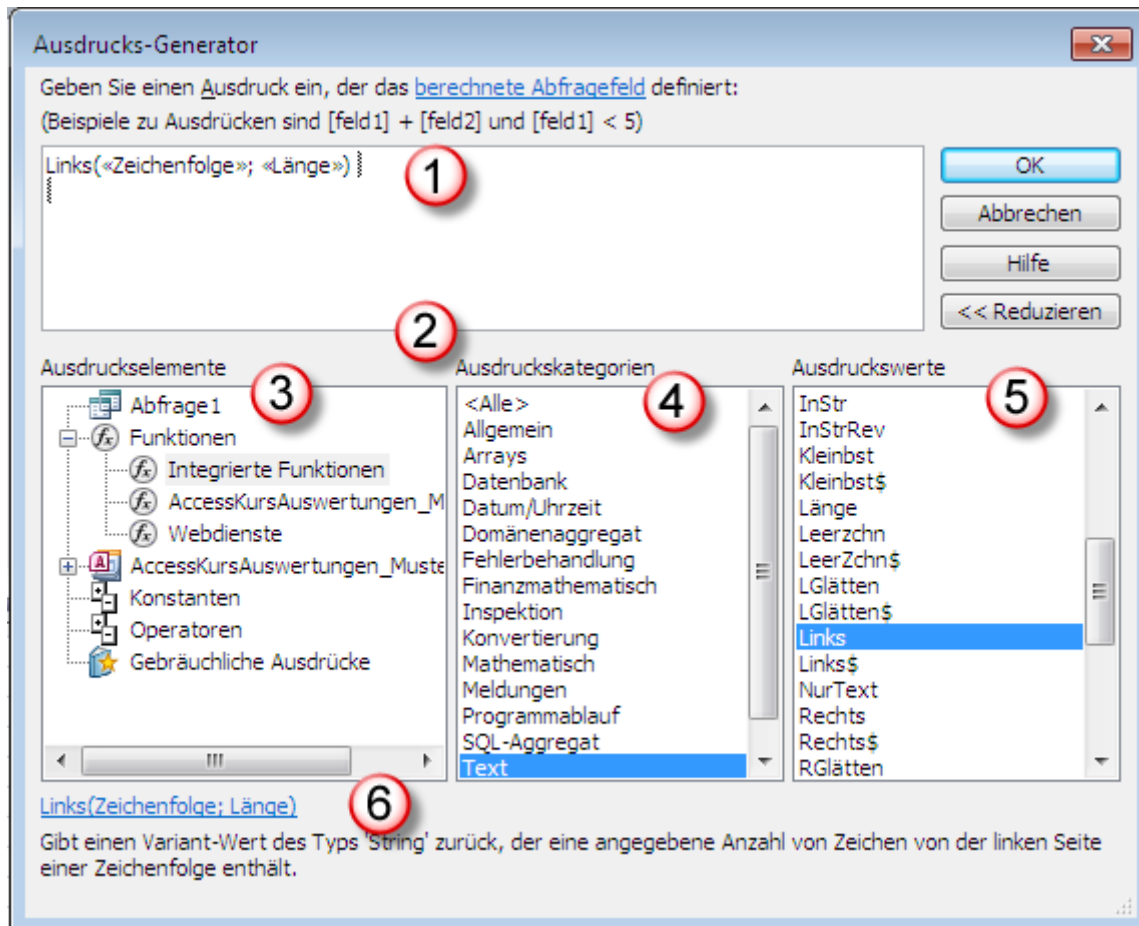 Ausdrucks-Generator
Geben Sie einen Ausdruck ein, der das berechnete Abfragefeld definiert:
(Beispiele zu Ausdrücken sind [feld1] + [feld2] und [feld1] < 5)
Links(«Zeichenfolge»; «Länge»)
1
OK
Abbrechen
Hilfe
<< Reduzieren
2
Ausdruckselemente
3
Abfrage1
Funktionen
Integrierte Funktionen
AccessKursAuswertungen_M
Webdienste
AccessKursAuswertungen_Muste
Konstanten
Operatoren
Gebräuchliche Ausdrücke
Ausdruckskategorien
4
<Alle>
Allgemein
Arrays
Datenbank
Datum/Uhrzeit
Domänenaggregat
Fehlerbehandlung
Finanzmathematisch
Inspektion
Konvertierung
Mathematisch
Meldungen
Programmablauf
SQL-Aggregat
Text
Ausdruckswerte
5
InStr
InStrRev
Kleinbst
Kleinbst$
Länge
Leerzchn
LeerZchn$
LGlätten
LGlätten$
Links
Links$
NurText
Rechts
Rechts$
RGlätten
Links(Zeichenfolge; Länge)
6
Gibt einen Variant-Wert des Typs 'String' zurück, der eine angegebene Anzahl von Zeichen von der linken Seite
einer Zeichenfolge enthält.